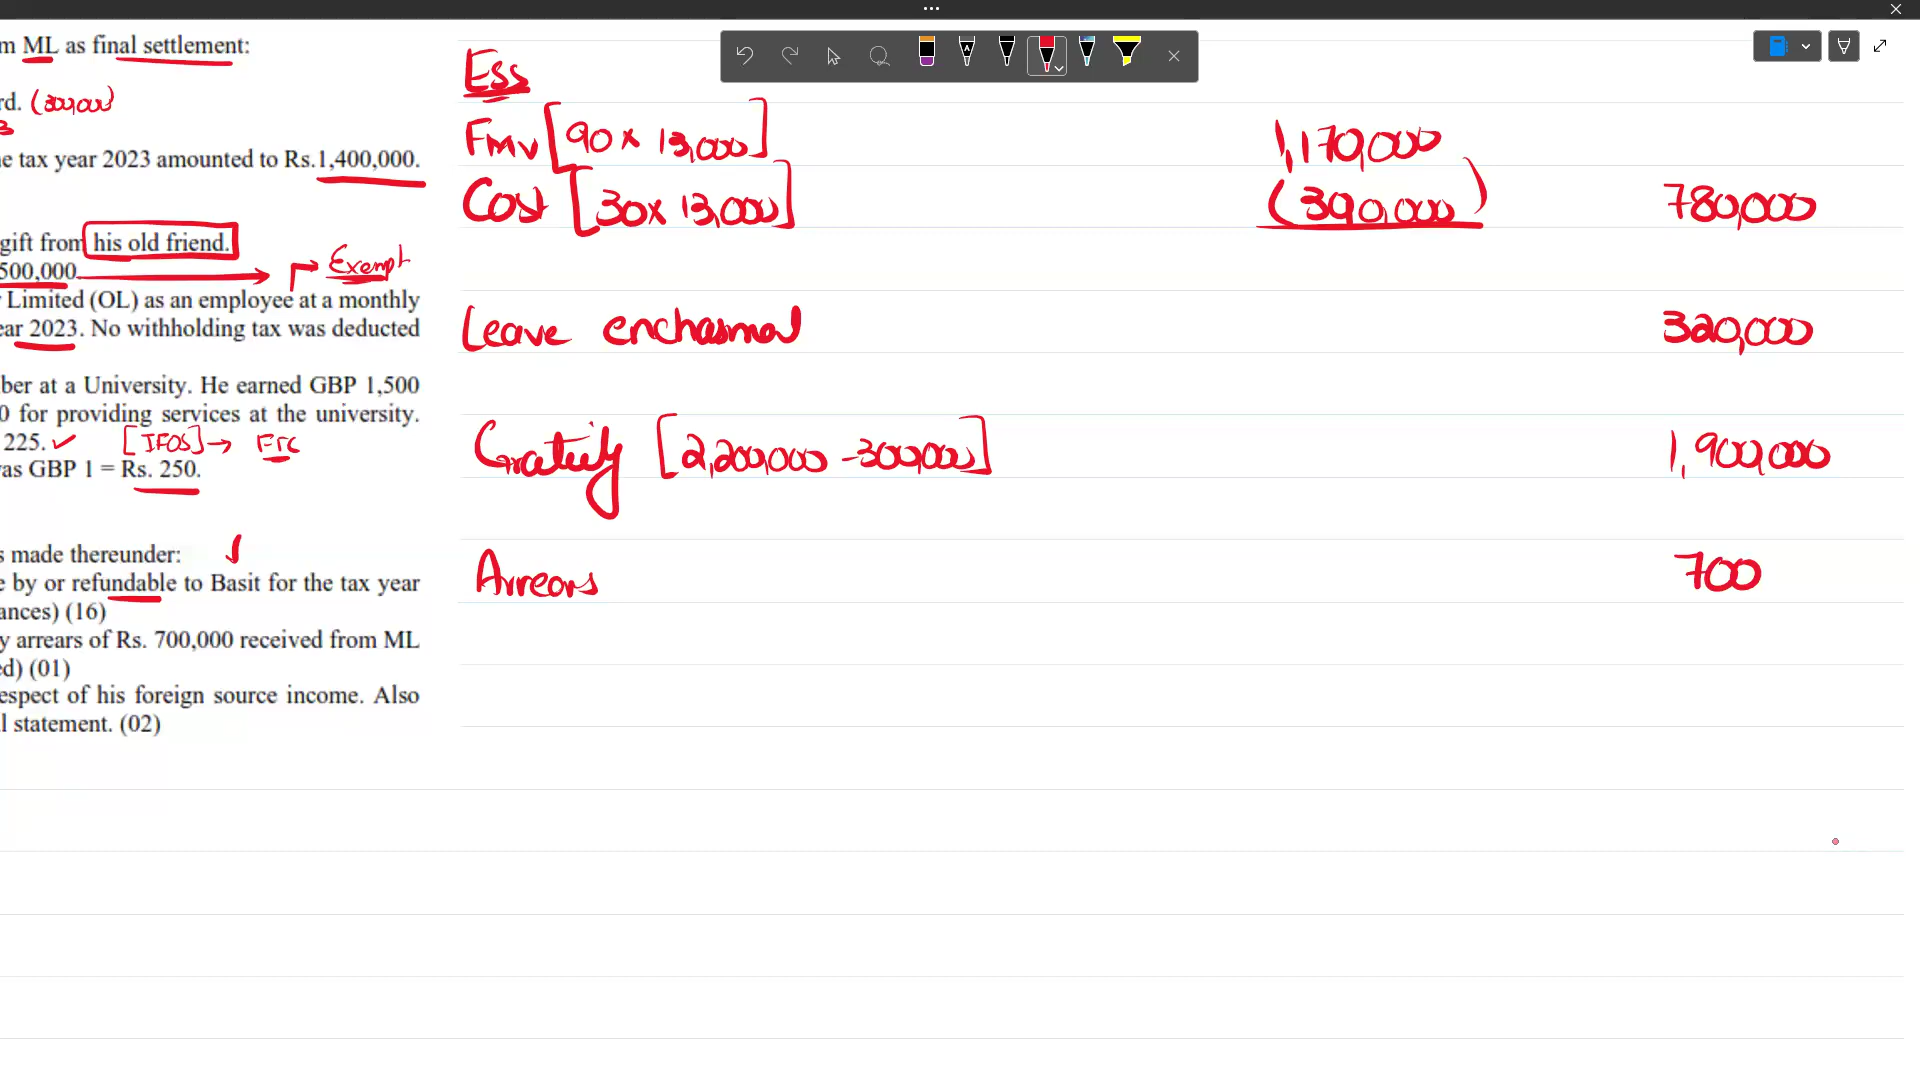 m ML as final settlement:
rd. (300,000)
e tax year 2023 amounted to Rs.1,400,000.
gift from his old friend.
500,000
Exempt
Limited (OL) as an employee at a monthly
ear 2023. No withholding tax was deducted
ber at a University. He earned GBP 1,500
0 for providing services at the university.
225. [IFOS] → FTC
as GBP 1 = Rs. 250.
s made thereunder:
e by or refundable to Basit for the tax year
ances) (16)
y arrears of Rs. 700,000 received from ML
ed) (01)
espect of his foreign source income. Also
l statement. (02)
ESS
FMV [90 x 13,000] 1,170,000
Cost [30 x 13,000] (390,000) 780,000
Leave 320,000
[2,200,000 - 300,000] 1,900,000
Arrears 700